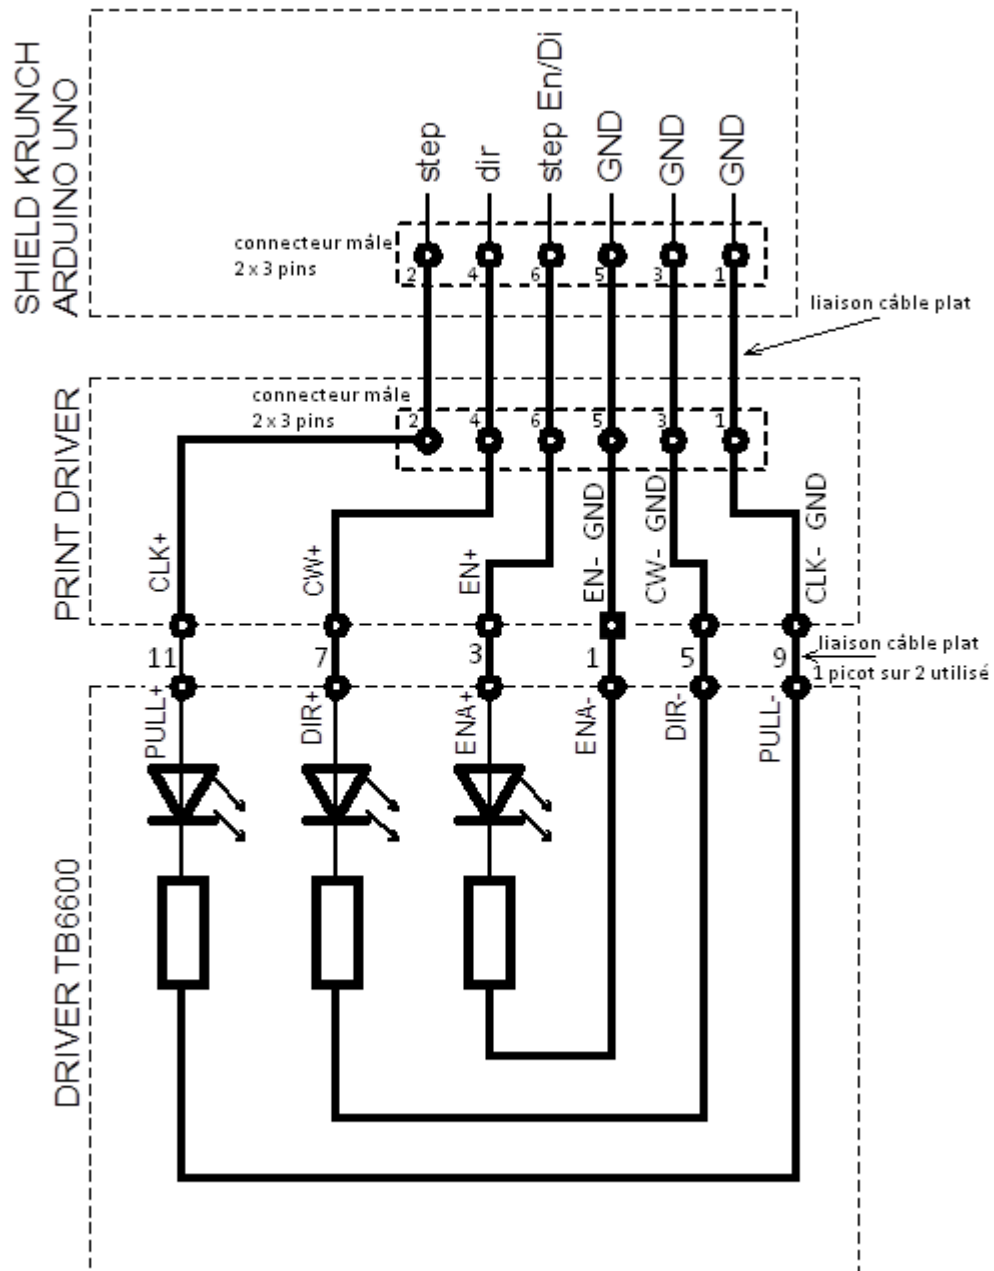 SHIELD KRUNCH
ARDUINO UNO
step
dir
step En/Di
GND
GND
GND
connecteur mâle
2 x 3 pins
2
4
6
5
3
1
liaison câble plat
PRINT DRIVER
connecteur mâle
2 x 3 pins
2
4
6
5
3
1
CLK+
CW+
EN+
EN- GND
CW- GND
CLK- GND
11
7
3
1
5
9
liaison câble plat
1 picot sur 2 utilisé
DRIVER TB6600
PULL+
DIR+
ENA+
ENA-
DIR-
PULL-